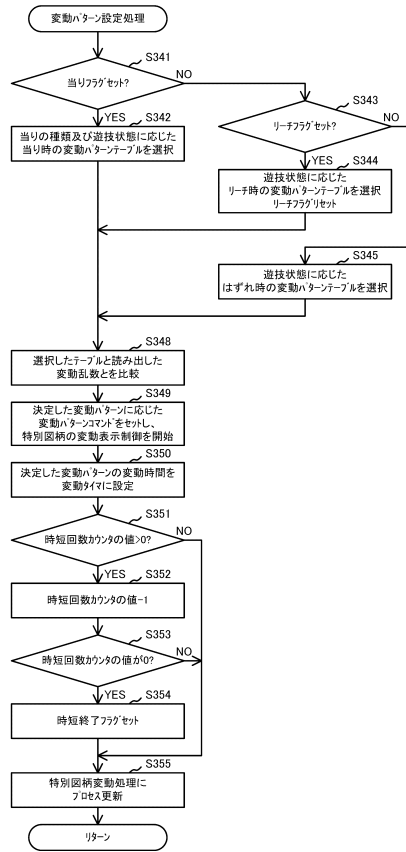 変動パターン設定処理
S341
当りフラグセット?
NO
YES
S342
当りの種類及び遊技状態に応じた
当り時の変動パターンテーブルを選択
S343
リーチフラグセット?
NO
YES
S344
遊技状態に応じた
リーチ時の変動パターンテーブルを選択
リーチフラグリセット
S345
遊技状態に応じた
はずれ時の変動パターンテーブルを選択
S348
選択したテーブルと読み出した
変動乱数とを比較
S349
決定した変動パターンに応じた
変動パターンコマンドをセットし、
特別図柄の変動表示制御を開始
S350
決定した変動パターンの変動時間を
変動タイマに設定
S351
時短回数カウンタの値>0?
NO
YES
S352
時短回数カウンタの値-1
S353
時短回数カウンタの値が0?
NO
YES
S354
時短終了フラグセット
S355
特別図柄変動処理に
プロセス更新
リターン